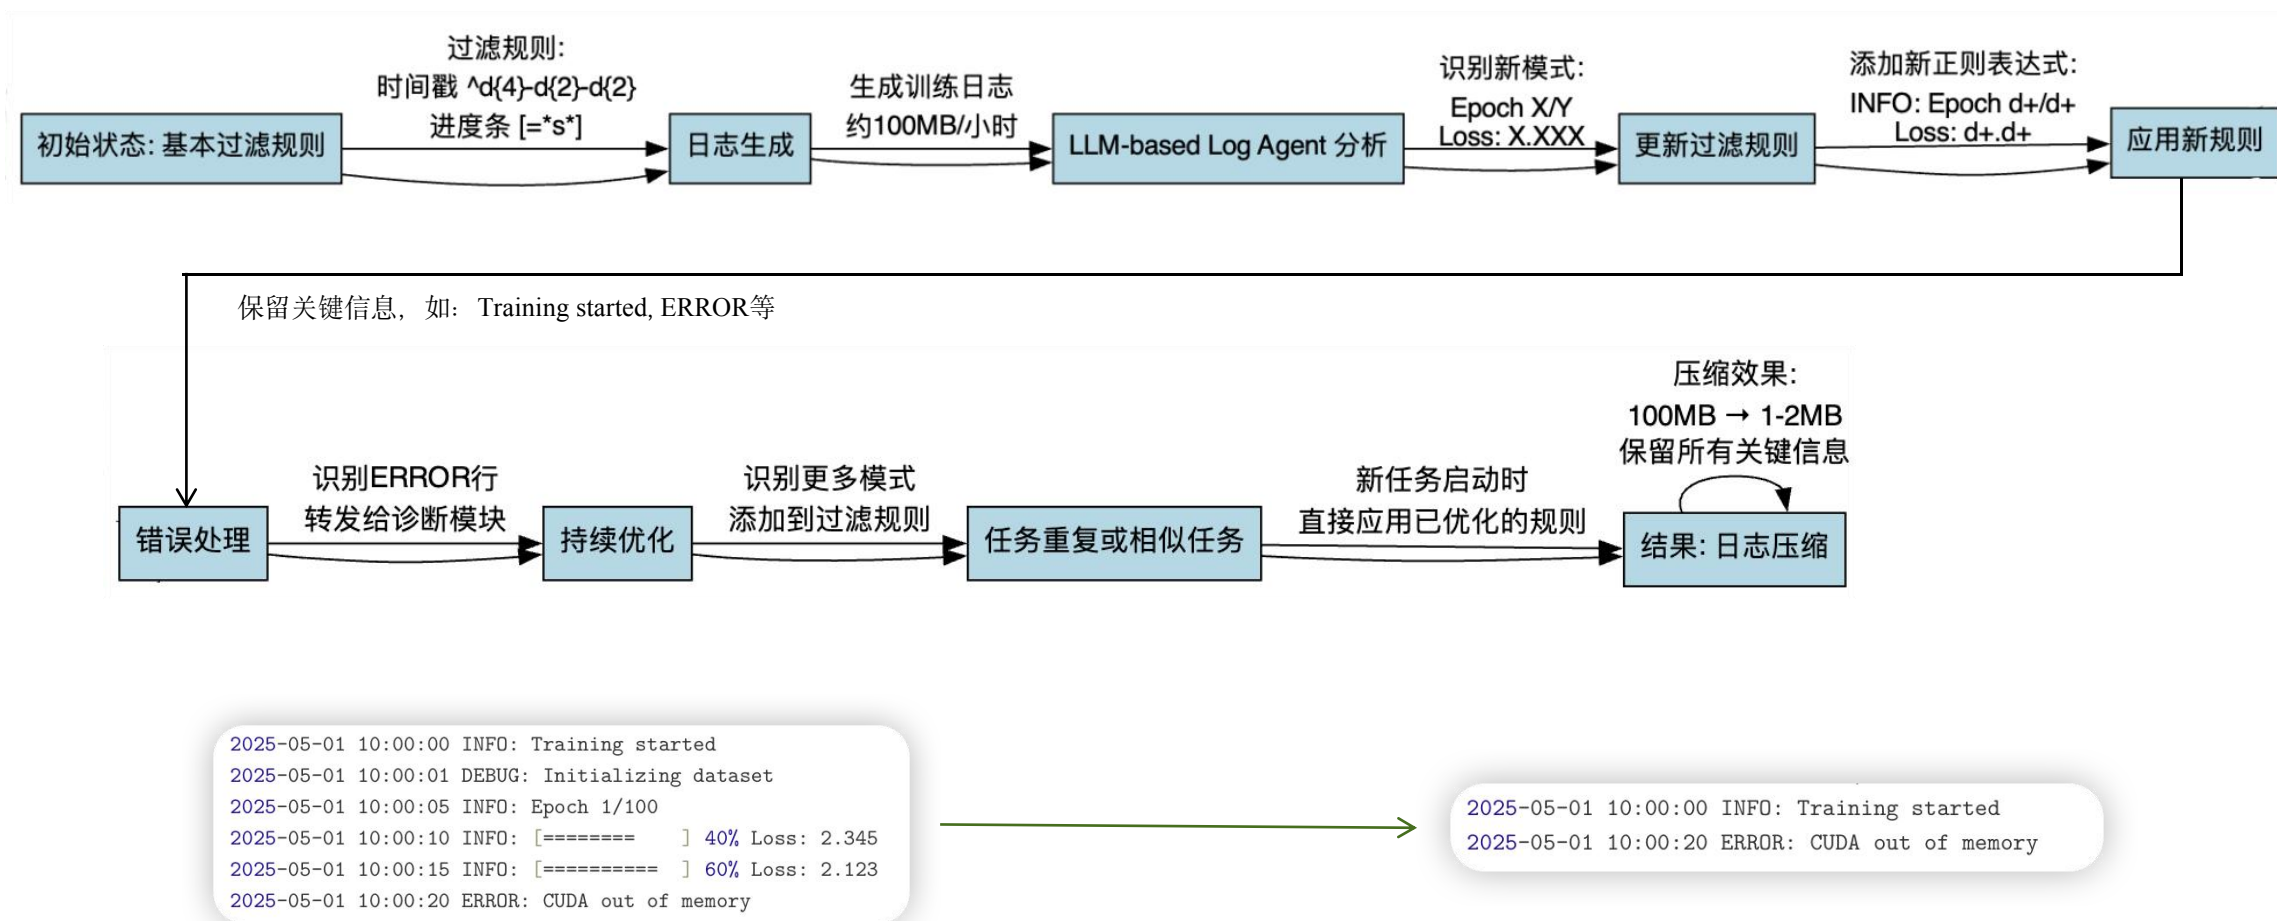 过滤规则:
时间戳 ^d{4}-d{2}-d{2}
进度条 [=*s*]
生成训练日志
约100MB/小时
识别新模式:
Epoch X/Y
Loss: X.XXX
添加新正则表达式:
INFO: Epoch d+/d+
Loss: d+.d+
初始状态: 基本过滤规则
日志生成
LLM-based Log Agent 分析
更新过滤规则
应用新规则
保留关键信息, 如: Training started, ERROR等
压缩效果:
100MB → 1-2MB
保留所有关键信息
识别ERROR行
转发给诊断模块
识别更多模式
添加到过滤规则
新任务启动时
直接应用已优化的规则
错误处理
持续优化
任务重复或相似任务
结果: 日志压缩
2025-05-01 10:00:00 INFO: Training started
2025-05-01 10:00:01 DEBUG: Initializing dataset
2025-05-01 10:00:05 INFO: Epoch 1/100
2025-05-01 10:00:10 INFO: [========    ] 40% Loss: 2.345
2025-05-01 10:00:15 INFO: [==========  ] 60% Loss: 2.123
2025-05-01 10:00:20 ERROR: CUDA out of memory
2025-05-01 10:00:00 INFO: Training started
2025-05-01 10:00:20 ERROR: CUDA out of memory